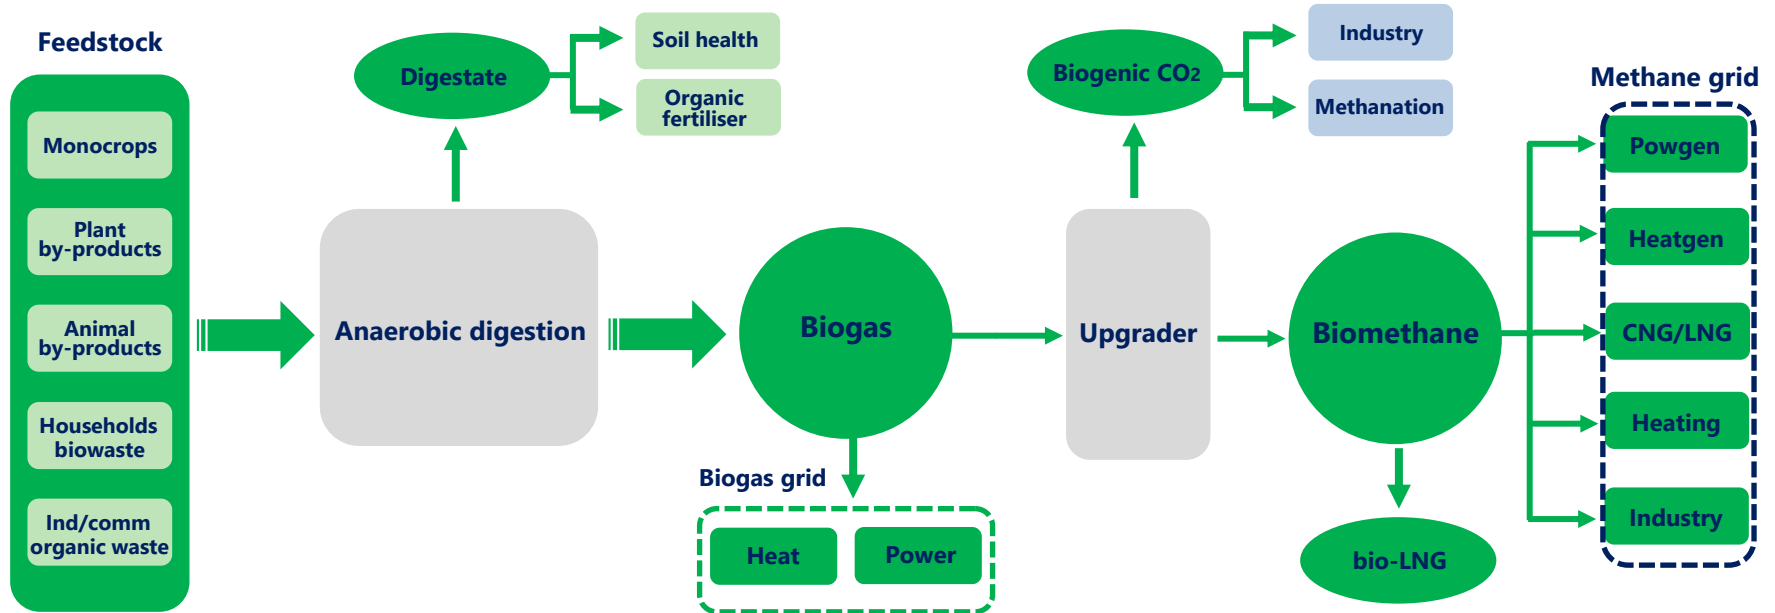 Feedstock
Monocrops
Plant
by-products
Animal
by-products
Households
biowaste
Ind/comm
organic waste
Digestate
Soil health
Organic
fertiliser
Anaerobic digestion
Biogas
Biogas grid
Heat
Power
Upgrader
Biogenic CO2
Industry
Methanation
Biomethane
bio-LNG
Methane grid
Powgen
Heatgen
CNG/LNG
Heating
Industry